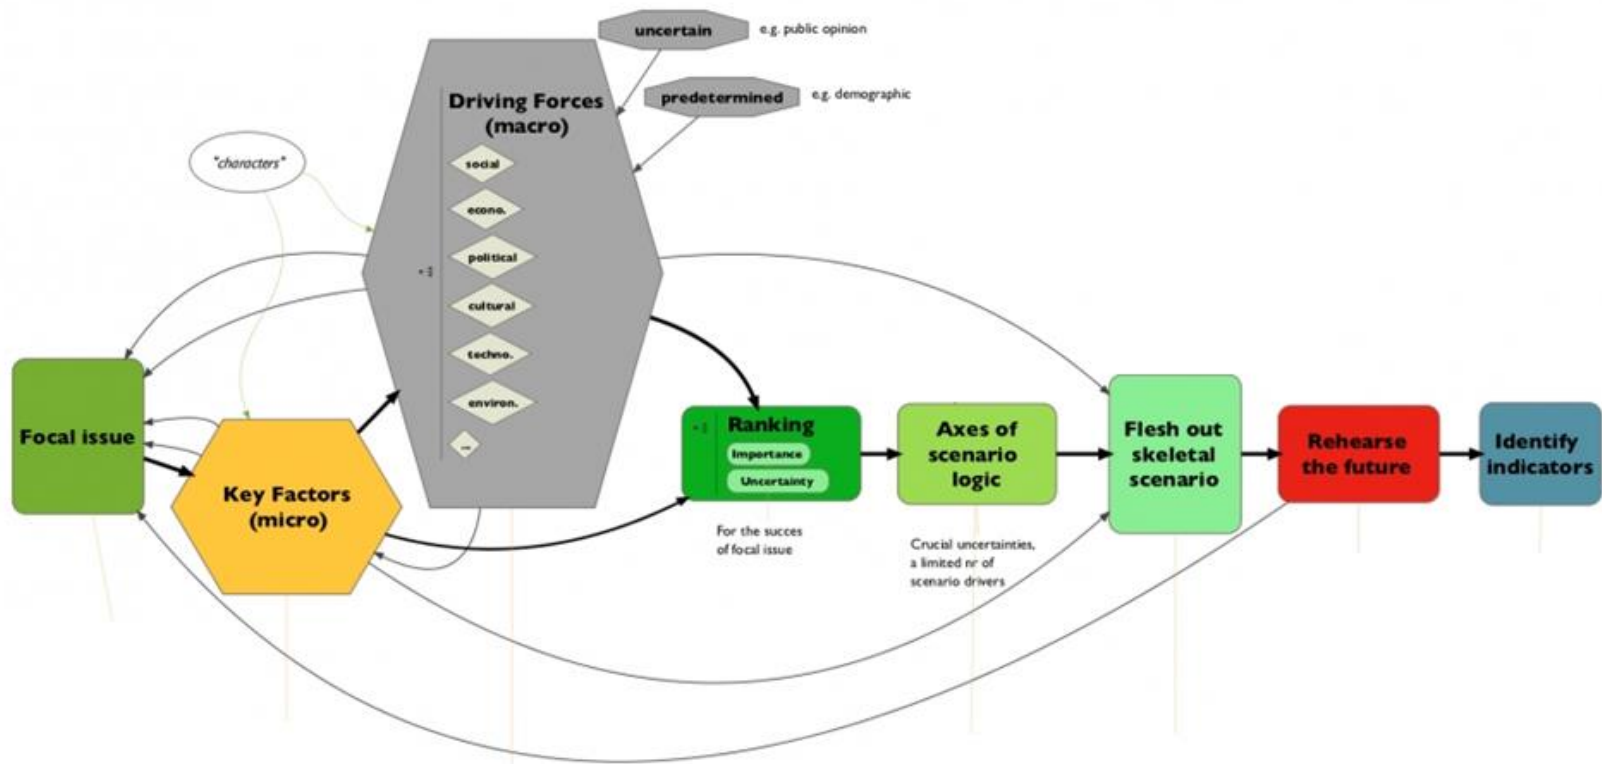 uncertain
e.g. public opinion
predetermined
e.g. demographic
Driving Forces
(macro)
"characters"
social
econo.
political
cultural
techno.
environ.
...
Focal issue
Key Factors
(micro)
Ranking
Importance
Uncertainty
For the succes
of focal issue
Axes of
scenario
logic
Crucial uncertainties,
a limited nr of
scenario drivers
Flesh out
skeletal
scenario
Rehearse
the future
Identify
indicators